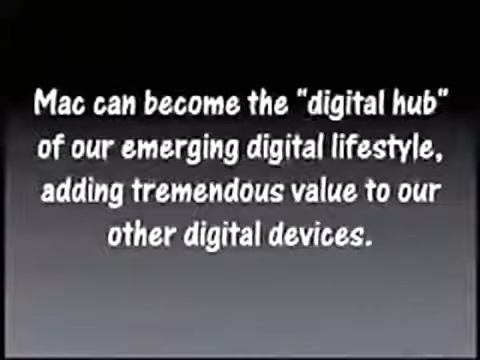 Mac can become the "digital hub"
of our emerging digital lifestyle,
adding tremendous value to our
other digital devices.